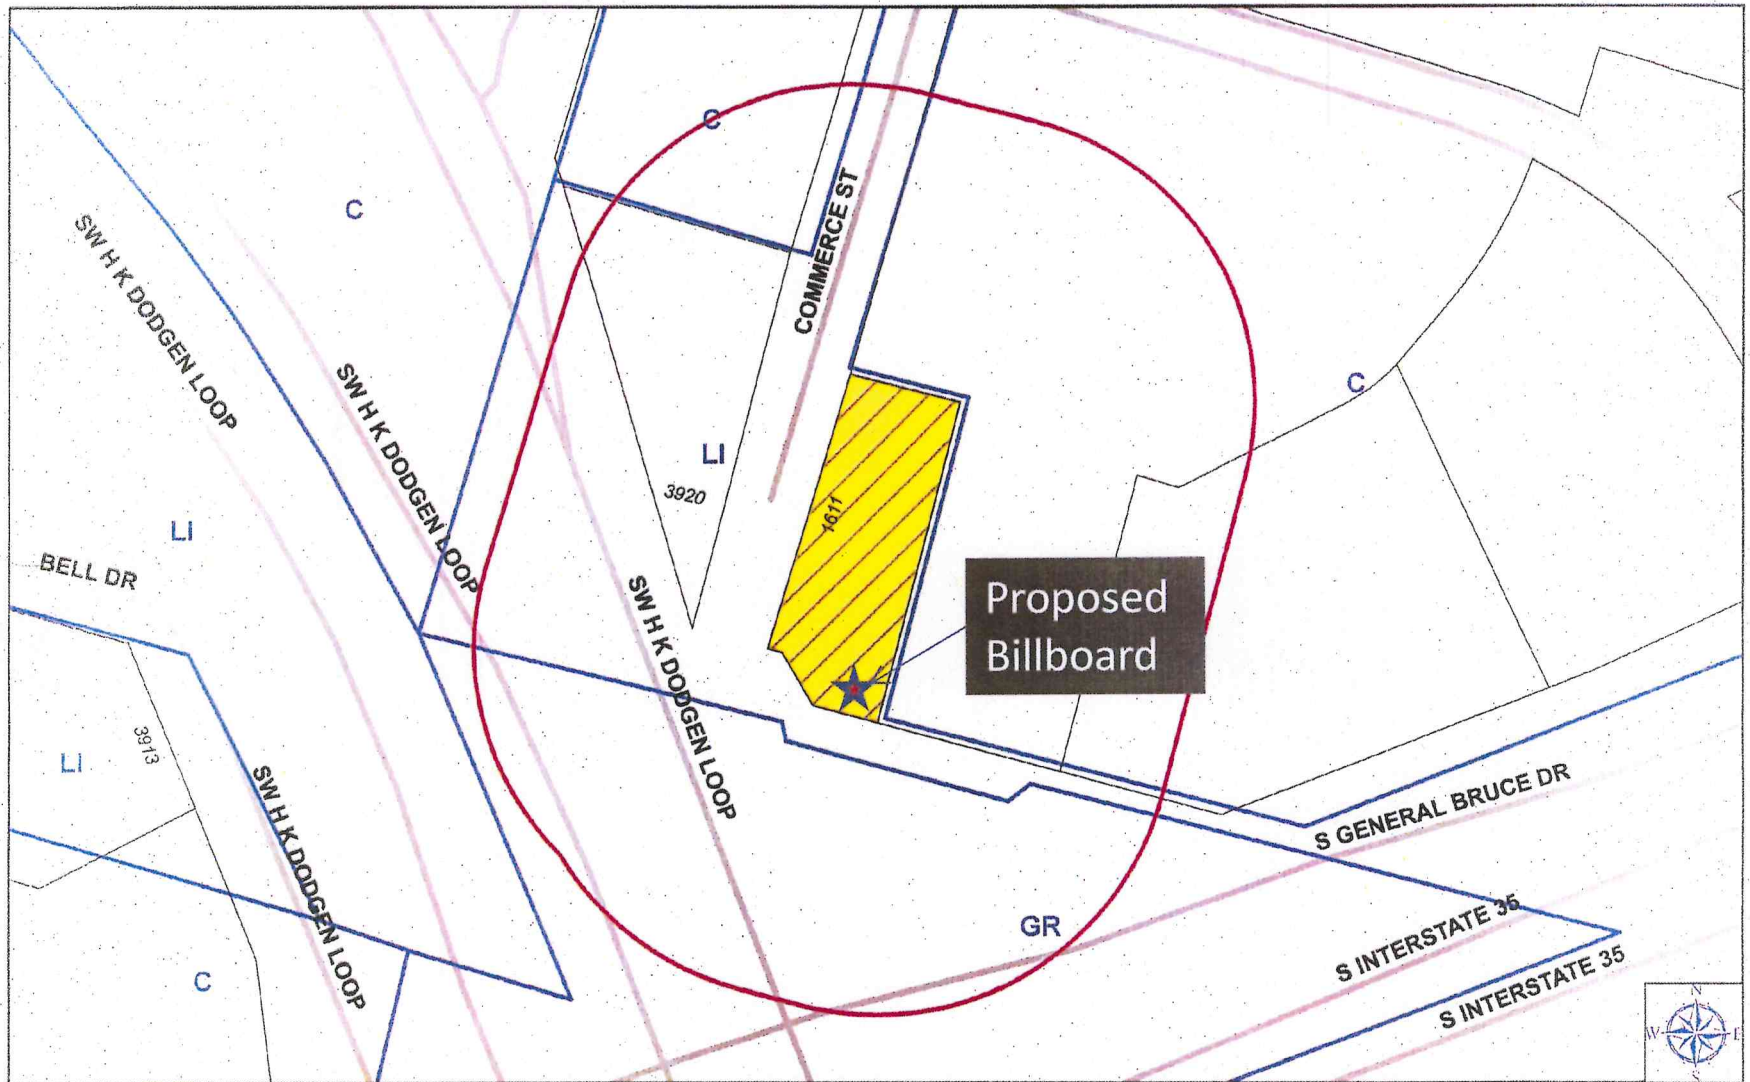 C
C
COMMERCE ST
SW H K DODGEN LOOP
SW H K DODGEN LOOP
C
LI
3920
1611
LI
BELL DR
Proposed
Billboard
SW H K DODGEN LOOP
3913
LI
SW H K DODGEN LOOP
S GENERAL BRUCE DR
GR
S INTERSTATE 35
S INTERSTATE 35
C
N
W
E
S